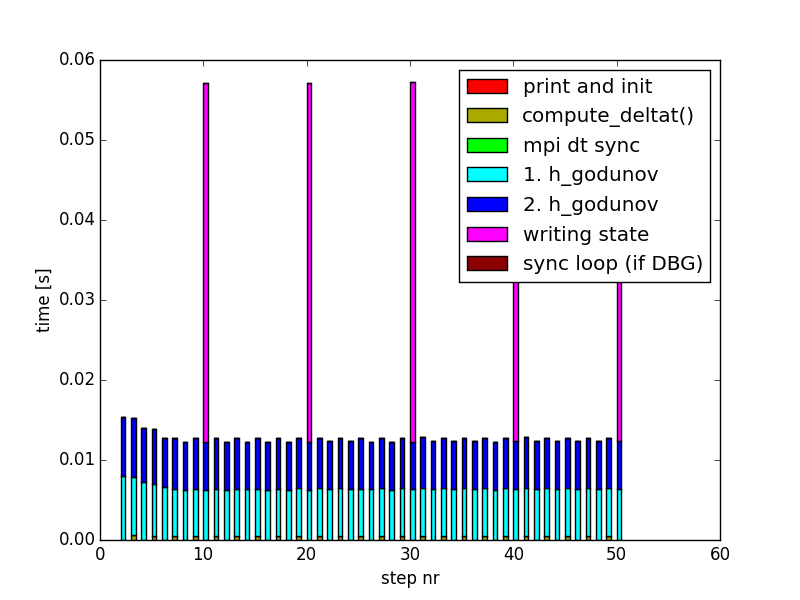 0.06
0.05
0.04
0.03
0.02
0.01
0.00
time [s]
0 10 20 30 40 50 60
step nr
print and init
compute_deltat()
mpi dt sync
1. h_godunov
2. h_godunov
writing state
sync loop (if DBG)